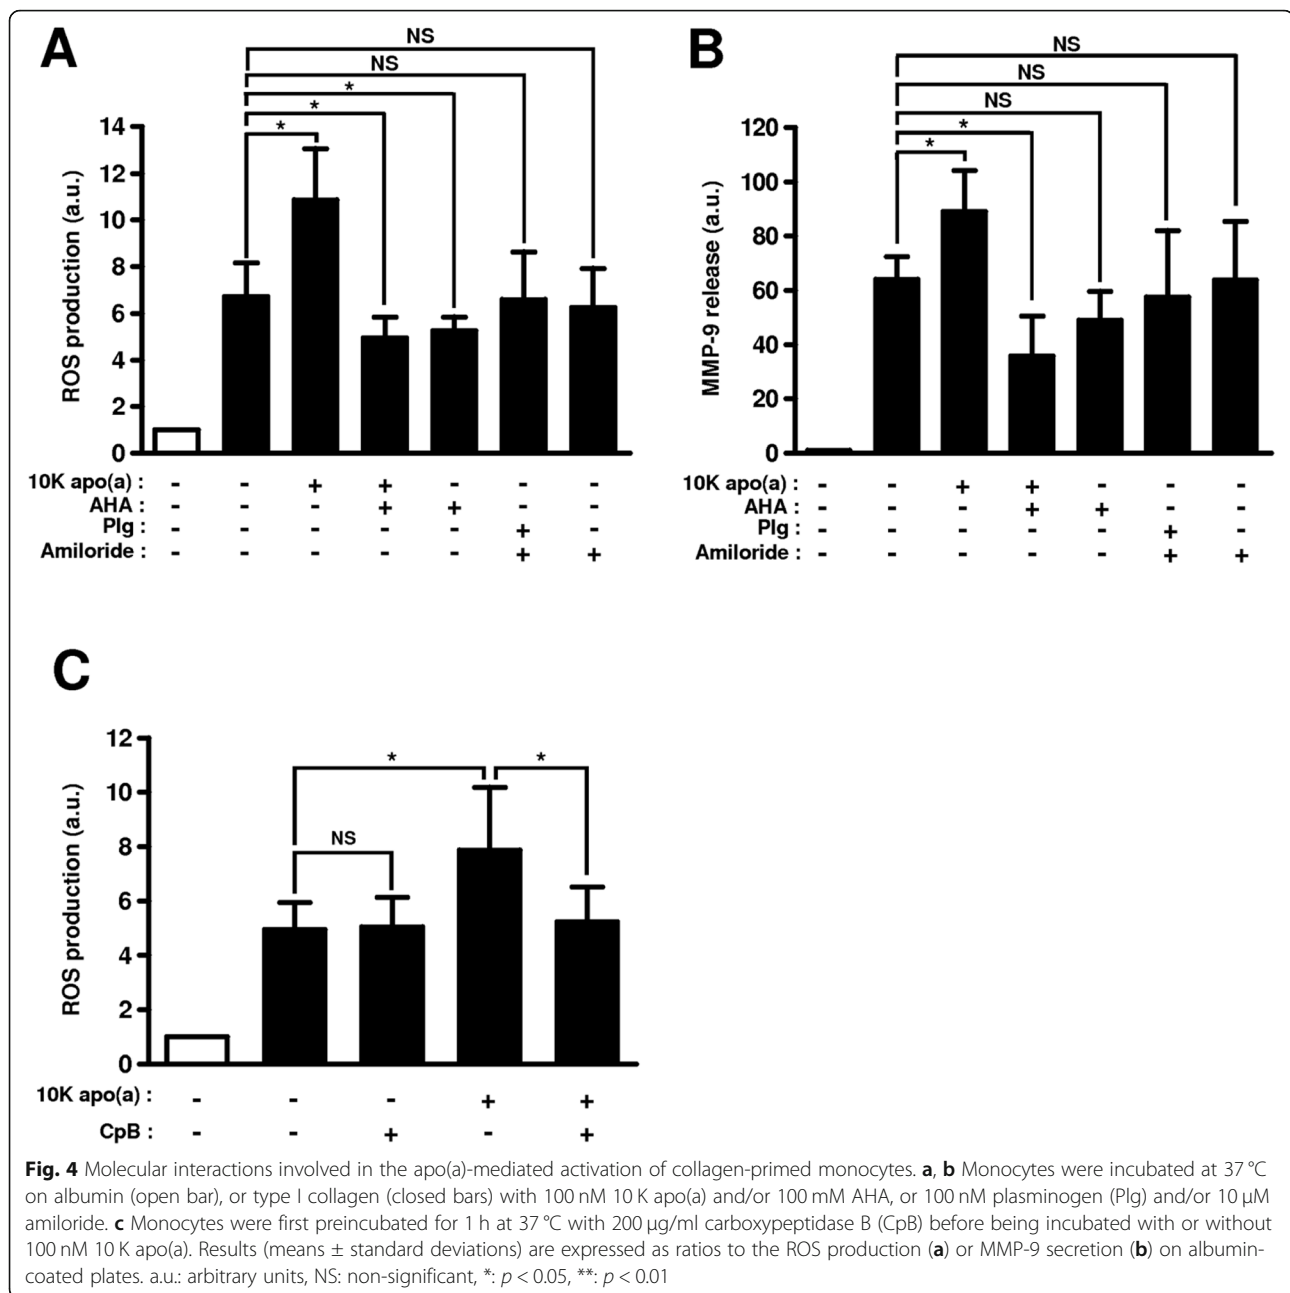 A
NS
NS
*
*
*
14
12
10
8
6
4
2
0
ROS production (a.u.)
10K apo(a) : - - + + - - -
AHA : - - - + + - -
Plg : - - - - - + -
Amiloride : - - - - - + +
B
NS
NS
NS
*
*
120
100
80
60
40
20
0
MMP-9 release (a.u.)
10K apo(a) : - - + + - - -
AHA : - - - + + - -
Plg : - - - - - + -
Amiloride : - - - - - + +
C
12
10
8
6
4
2
0
ROS production (a.u.)
* *
NS
10K apo(a) : - - - + +
CpB : - - + - +
Fig. 4 Molecular interactions involved in the apo(a)-mediated activation of collagen-primed monocytes. a, b Monocytes were incubated at 37 °C
on albumin (open bar), or type I collagen (closed bars) with 100 nM 10 K apo(a) and/or 100 mM AHA, or 100 nM plasminogen (Plg) and/or 10 μM
amiloride. c Monocytes were first preincubated for 1 h at 37 °C with 200 μg/ml carboxypeptidase B (CpB) before being incubated with or without
100 nM 10 K apo(a). Results (means ± standard deviations) are expressed as ratios to the ROS production (a) or MMP-9 secretion (b) on albumin-
coated plates. a.u.: arbitrary units, NS: non-significant, *: p < 0.05, **: p < 0.01